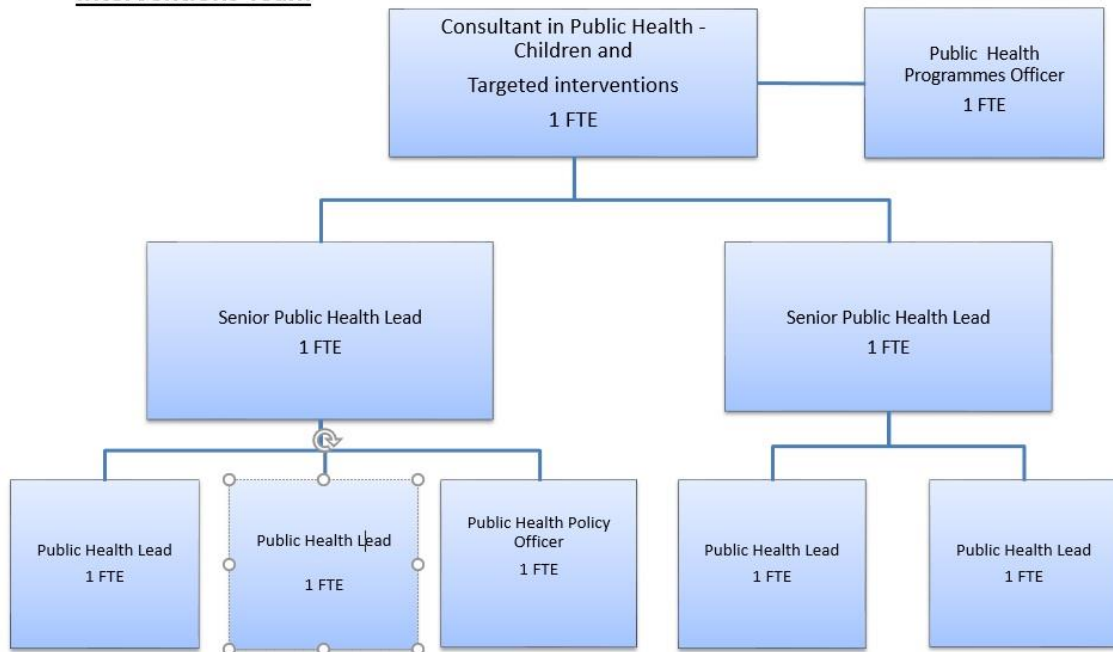 Consultant in Public Health -
Children and
Targeted interventions
1 FTE
Public Health
Programmes Officer
1 FTE
Senior Public Health Lead
1 FTE
Senior Public Health Lead
1 FTE
Public Health Lead
1 FTE
Public Health Lead
1 FTE
Public Health Policy
Officer
1 FTE
Public Health Lead
1 FTE
Public Health Lead
1 FTE